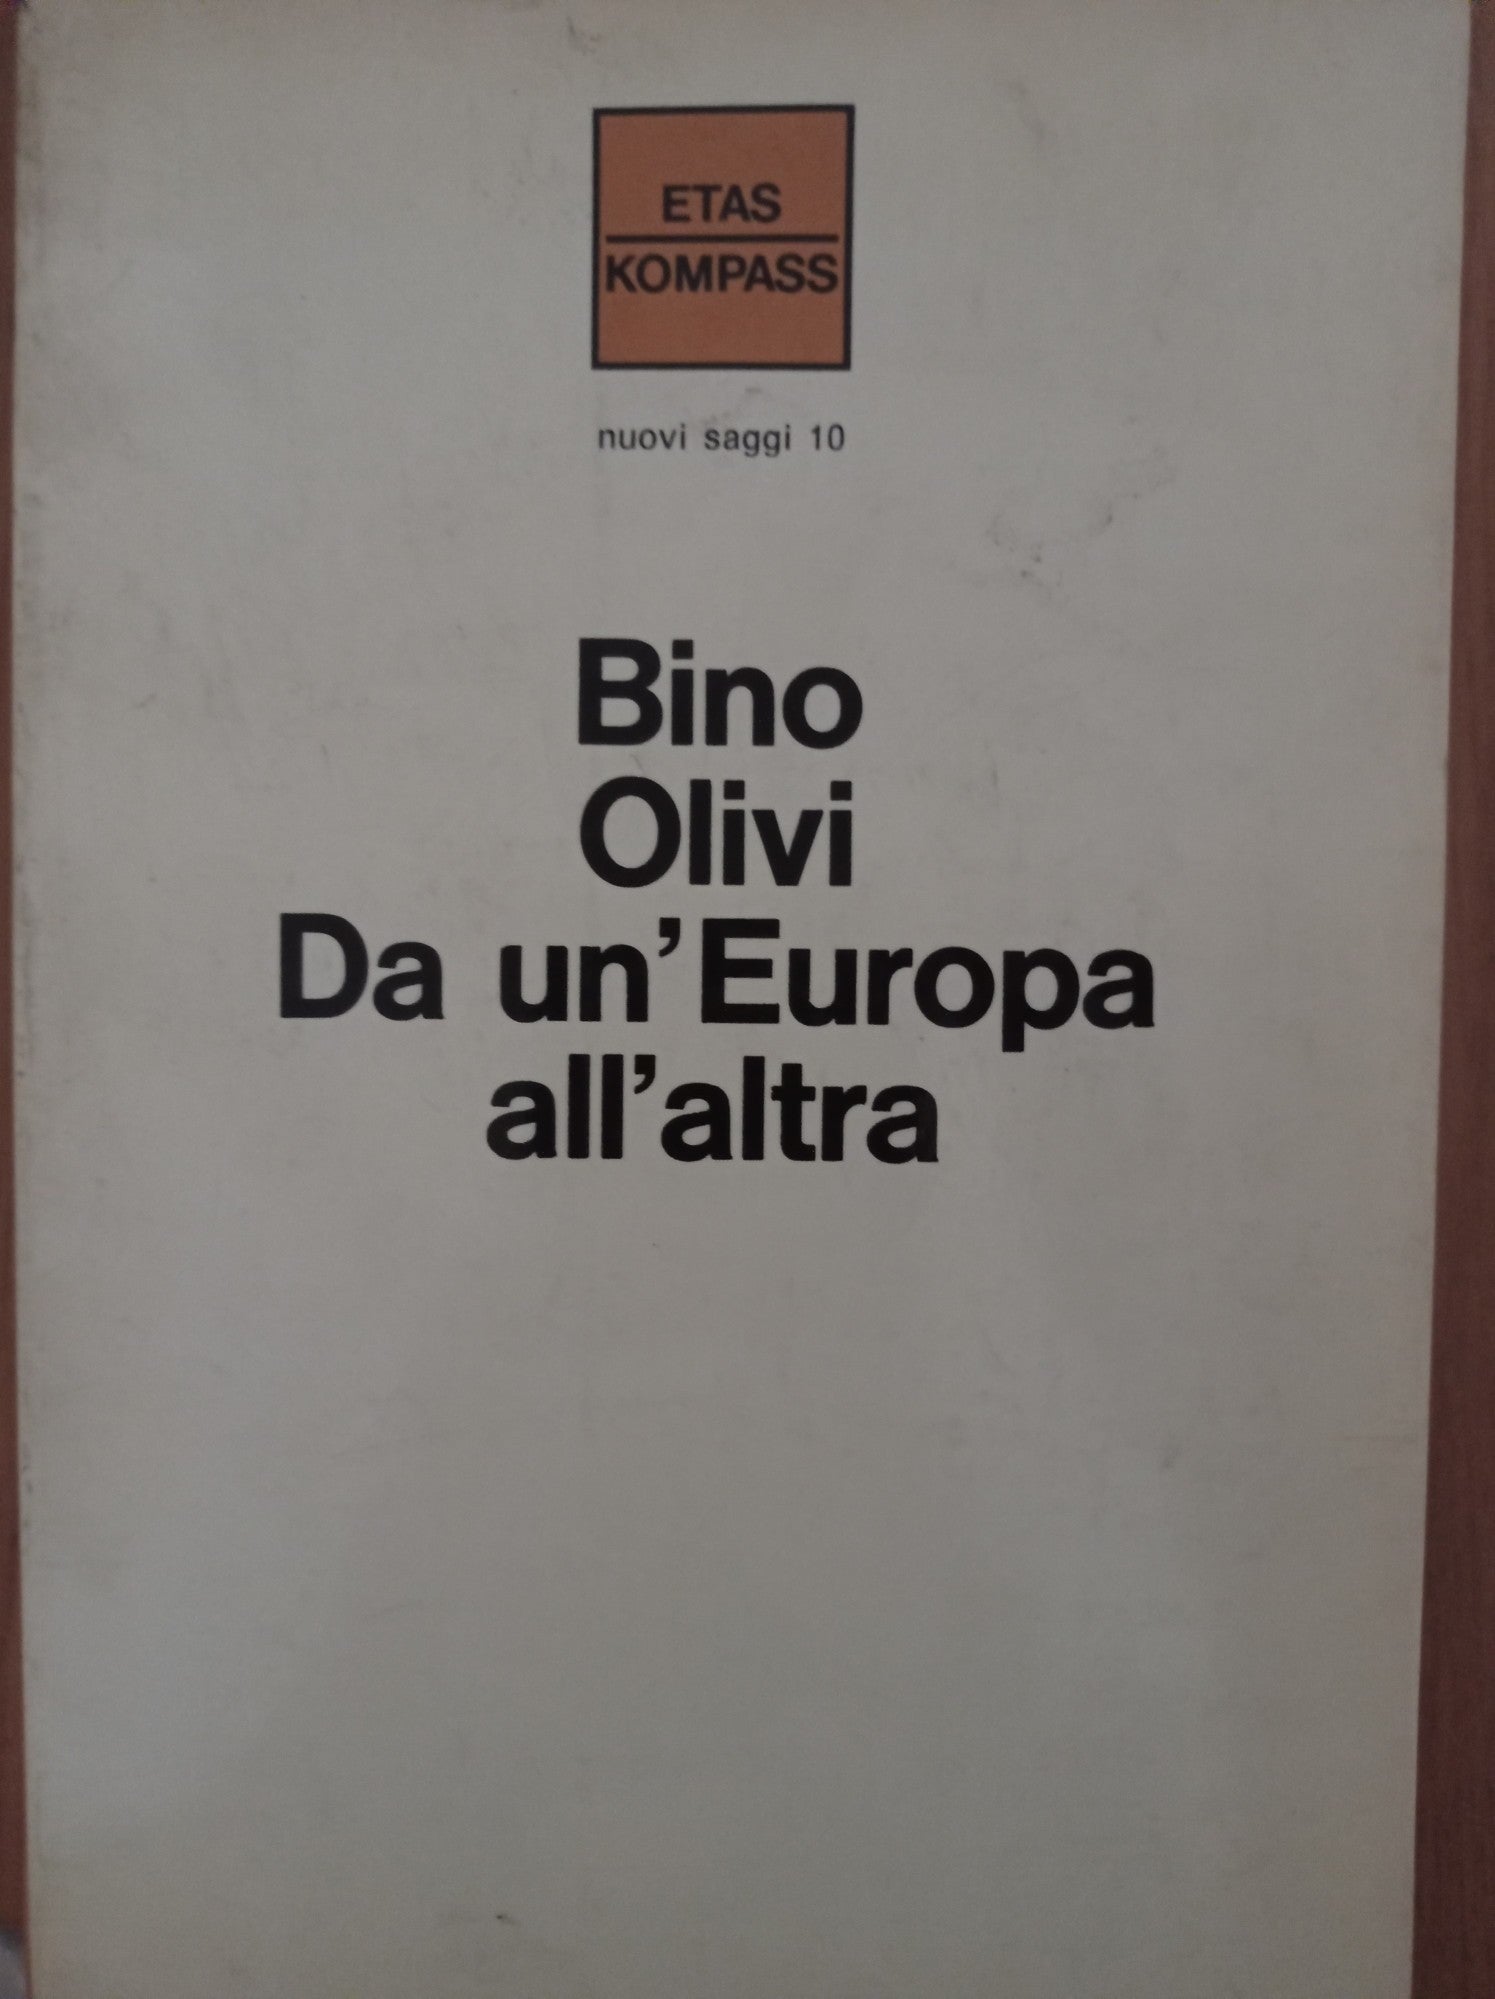 ETAS
KOMPASS
nuovi saggi 10
Bino
Olivi
Da un'Europa
all'altra